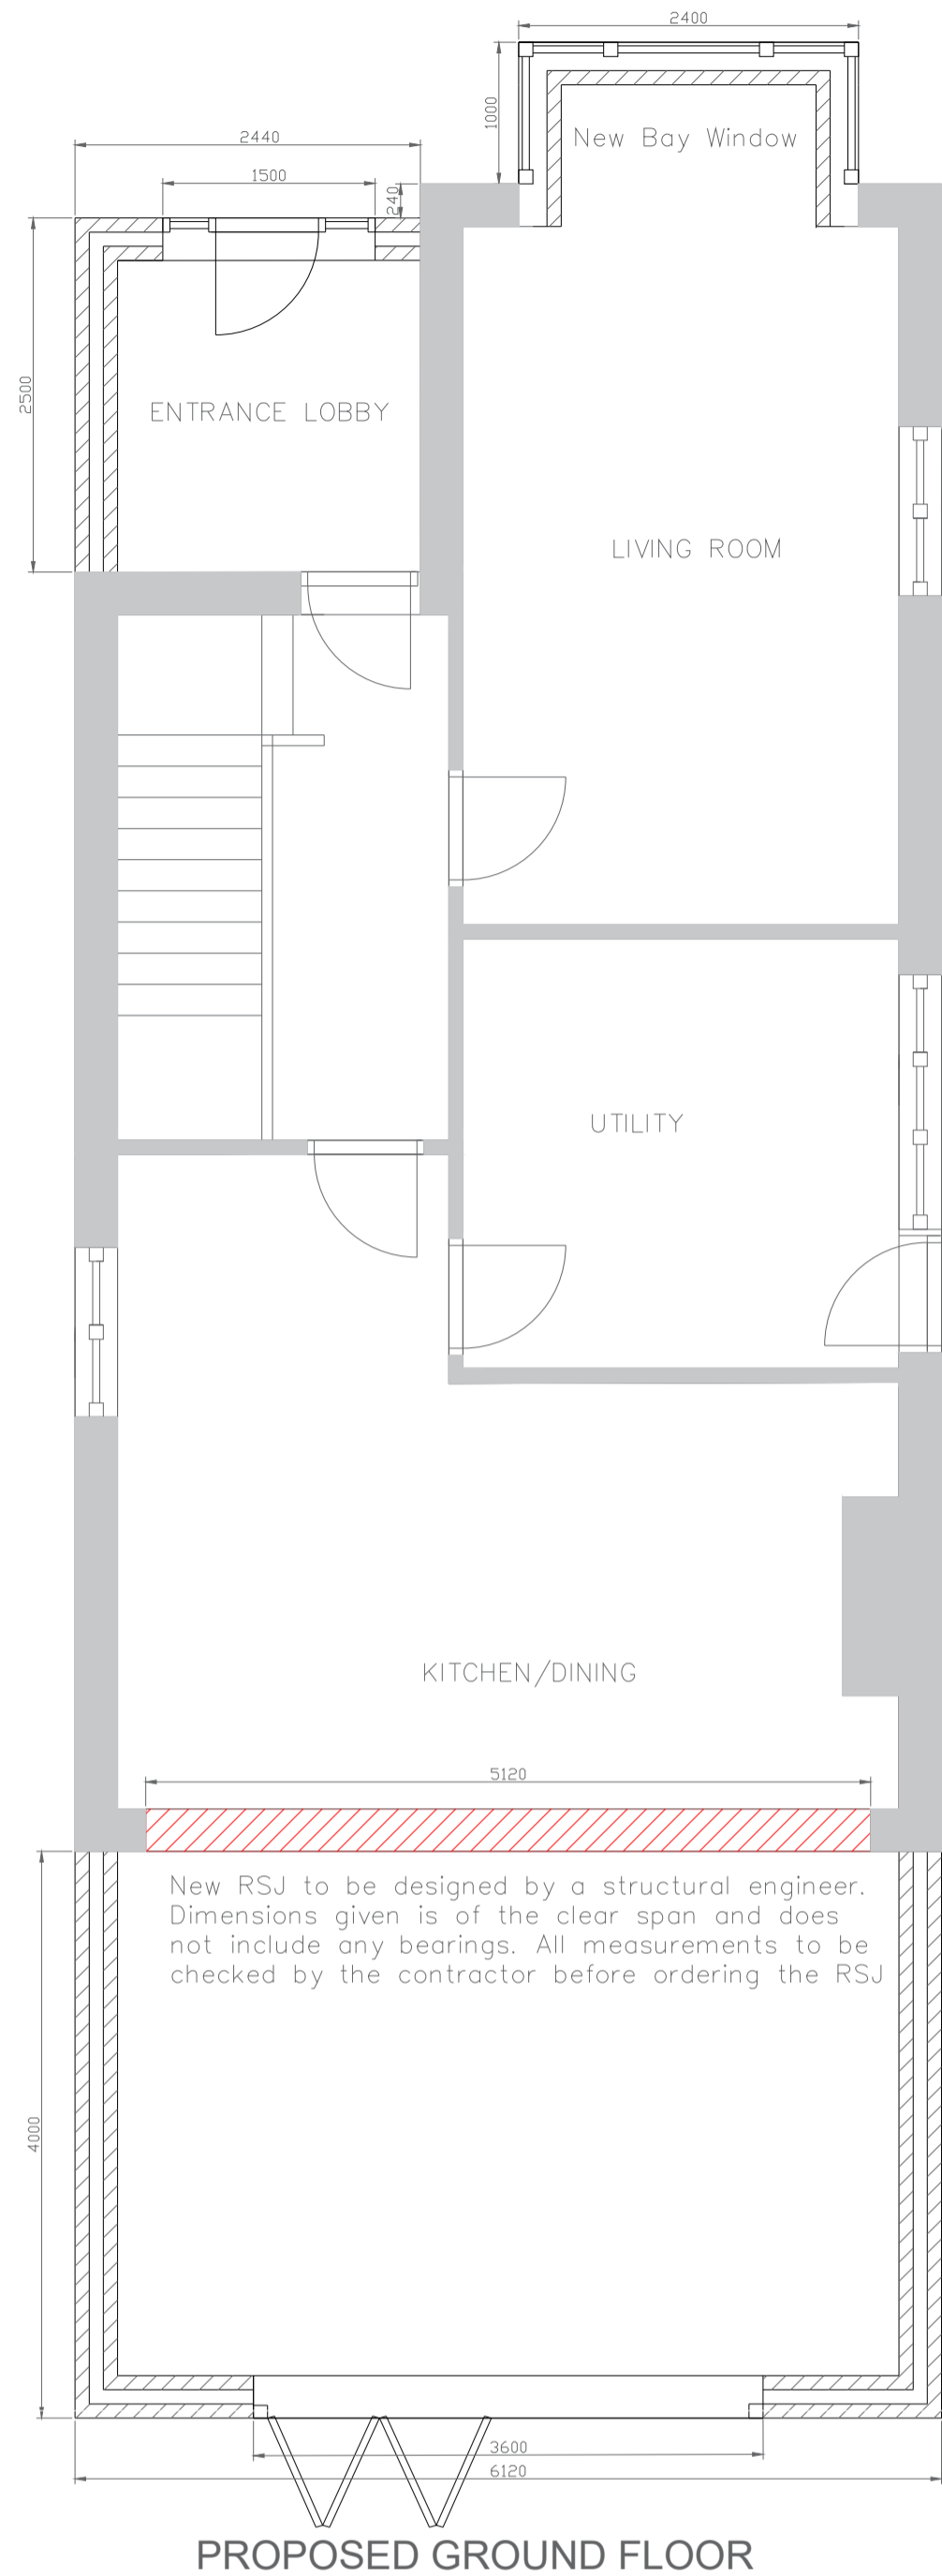 2400
1000
New Bay Window
2440
1500
240
2500
ENTRANCE LOBBY
LIVING ROOM
UTILITY
KITCHEN/DINING
5120
New RSJ to be designed by a structural engineer.
Dimensions given is of the clear span and does
not include any bearings. All measurements to be
checked by the contractor before ordering the RSJ
4000
3600
6120
PROPOSED GROUND FLOOR